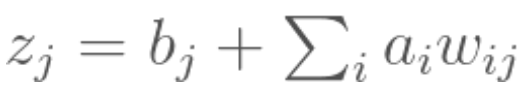 z_j = b_j + \sum_i a_i w_{ij}